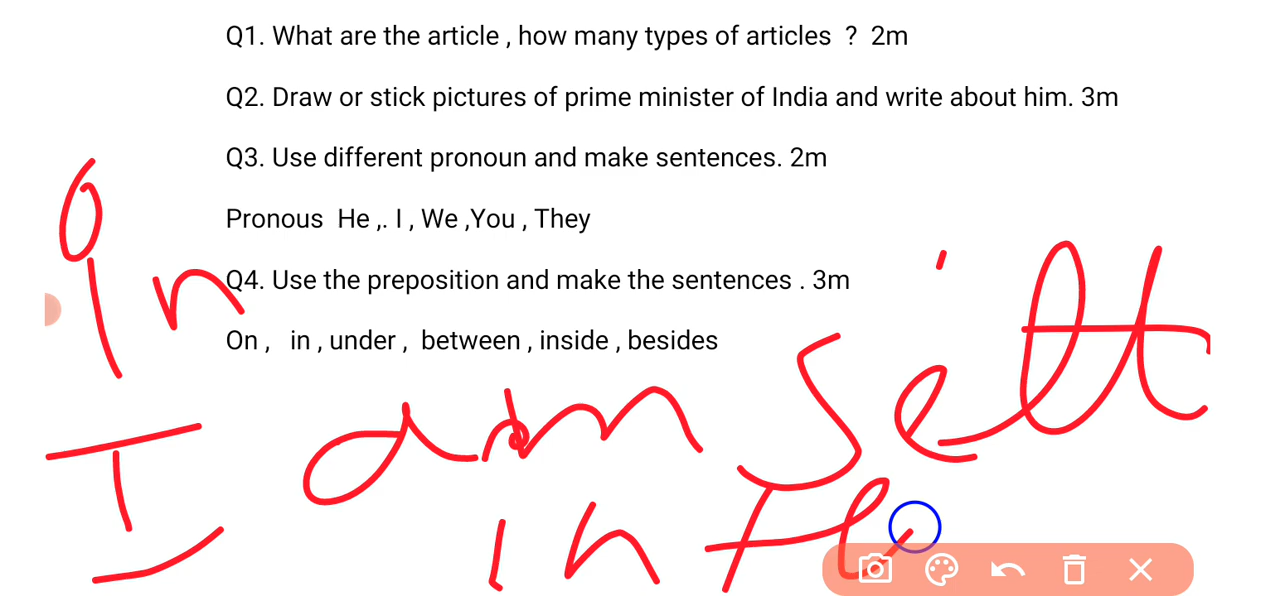 Q1. What are the article , how many types of articles ? 2m
Q2. Draw or stick pictures of prime minister of India and write about him. 3m
Q3. Use different pronoun and make sentences. 2m
Pronous He ,. I , We ,You , They
in
Q4. Use the preposition and make the sentences . 3m
On , in , under , between , inside , besides
I am
in